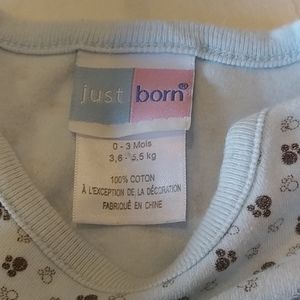 just born®
0 - 3 Mois
3,6 - 5,5 kg
100% COTON
À L'EXCEPTION DE LA DÉCORATION
FABRIQUÉ EN CHINE